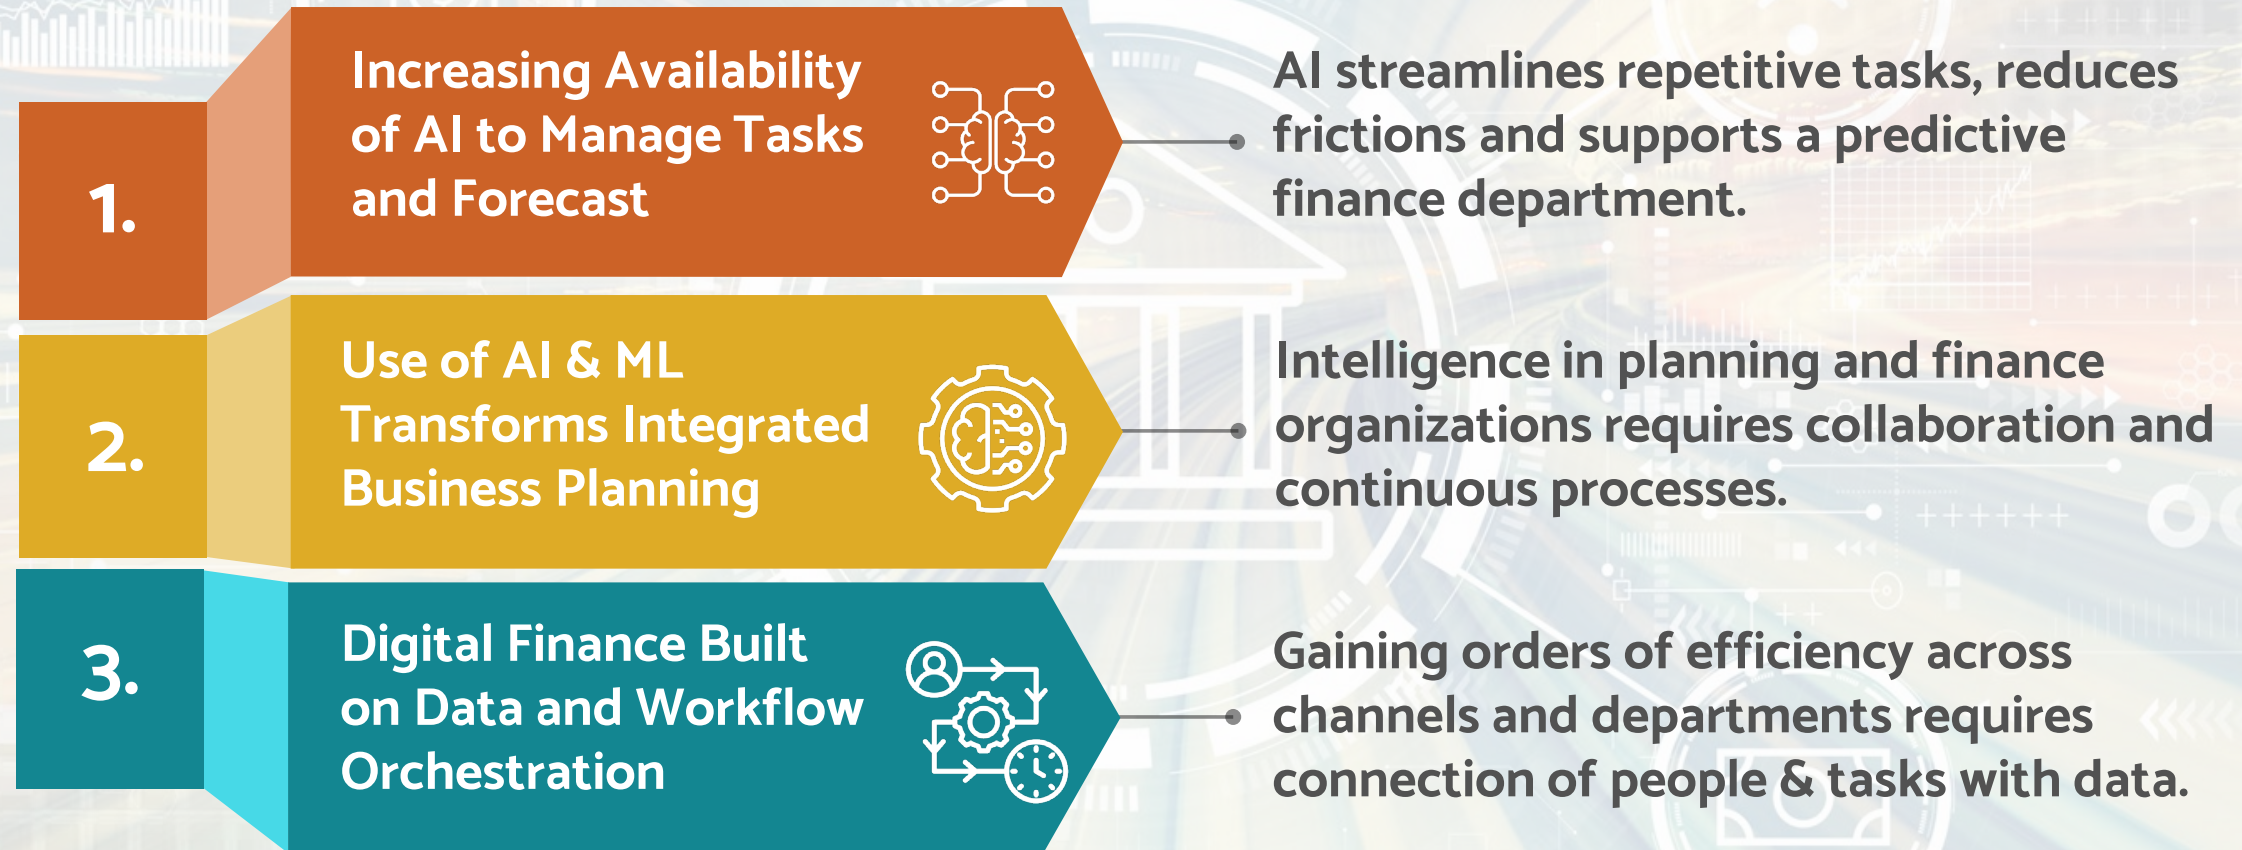 1.
Increasing Availability
of AI to Manage Tasks
and Forecast
AI streamlines repetitive tasks, reduces
frictions and supports a predictive
finance department.
2.
Use of AI & ML
Transforms Integrated
Business Planning
Intelligence in planning and finance
organizations requires collaboration and
continuous processes.
3.
Digital Finance Built
on Data and Workflow
Orchestration
Gaining orders of efficiency across
channels and departments requires
connection of people & tasks with data.